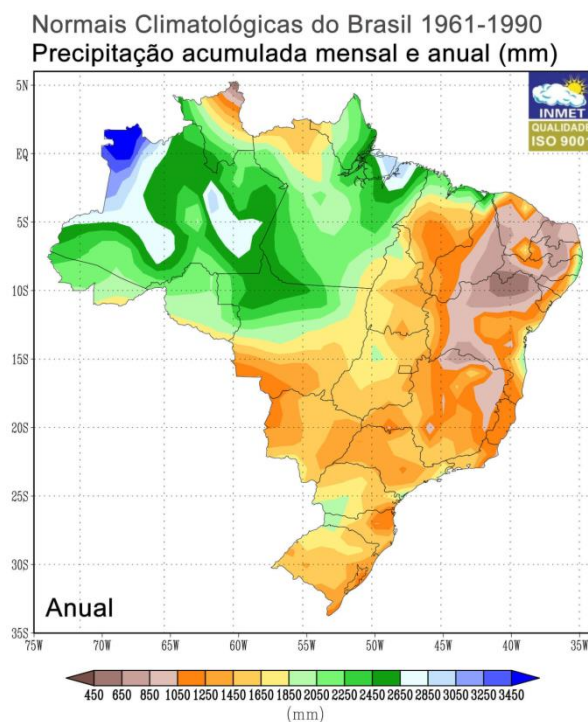 Normais Climatológicas do Brasil 1961-1990
Precipitação acumulada mensal e anual (mm)
INMET
QUALIDADE
ISO 9001
5N
EQ
5S
10S
15S
20S
25S
30S
35S
Anual
75W 70W 65W 60W 55W 50W 45W 40W 35W
450 650 850 1050 1250 1450 1650 1850 2050 2250 2450 2650 2850 3050 3250 3450
(mm)